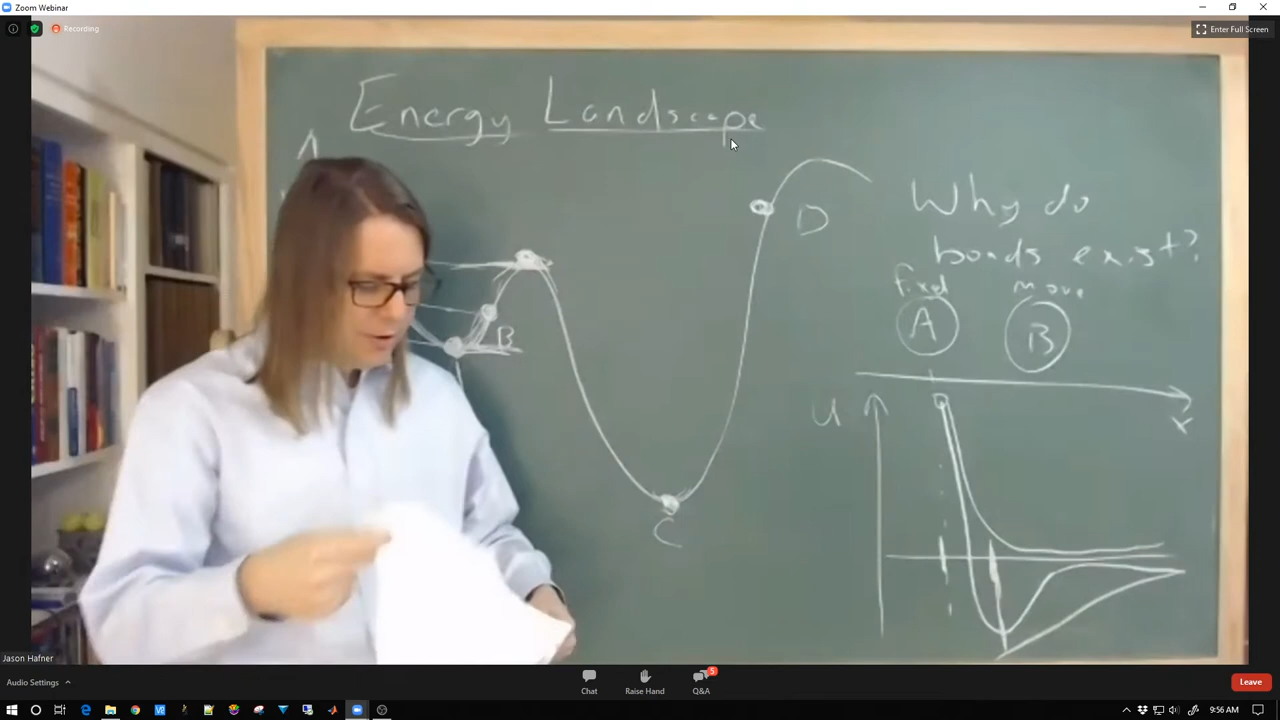 Zoom Webinar
Recording
Enter Full Screen
Energy Landscape
D
B
C
Why do
bonds exist?
fixed move
A B
x
U
Jason Hafner
Audio Settings
Chat
Raise Hand
5
Q&A
Leave
9:56 AM